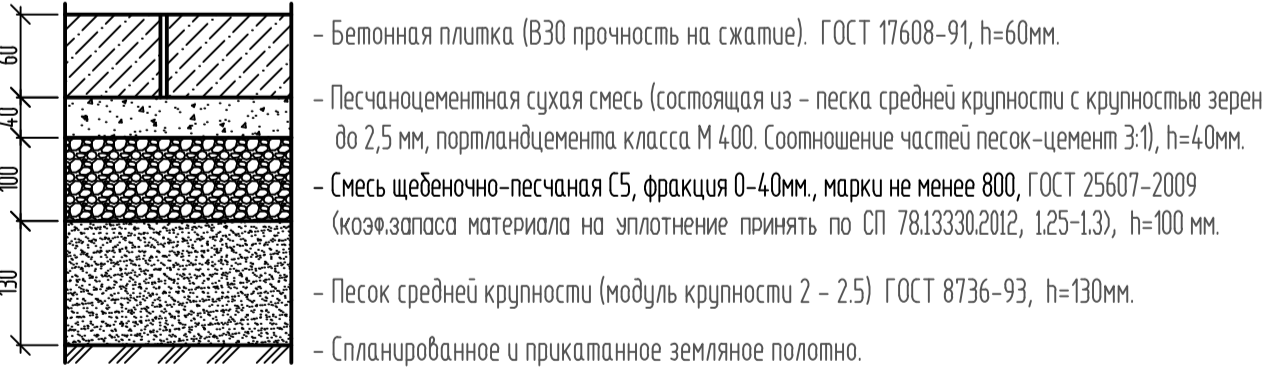 60
– Бетонная плитка (В30 прочность на сжатие). ГОСТ 17608-91, h=60мм.
40
– Песчаноцементная сухая смесь (состоящая из - песка средней крупности с крупностью зерен
до 2,5 мм, портландцемента класса М 400. Соотношение частей песок-цемент 3:1), h=40мм.
100
– Смесь щебеночно-песчаная С5, фракция 0-40мм., марки не менее 800, ГОСТ 25607-2009
(коэф.запаса материала на уплотнение принять по СП 78.13330.2012, 1.25-1.3), h=100 мм.
130
– Песок средней крупности (модуль крупности 2 - 2.5) ГОСТ 8736-93, h=130мм.
– Спланированное и прикатанное земляное полотно.